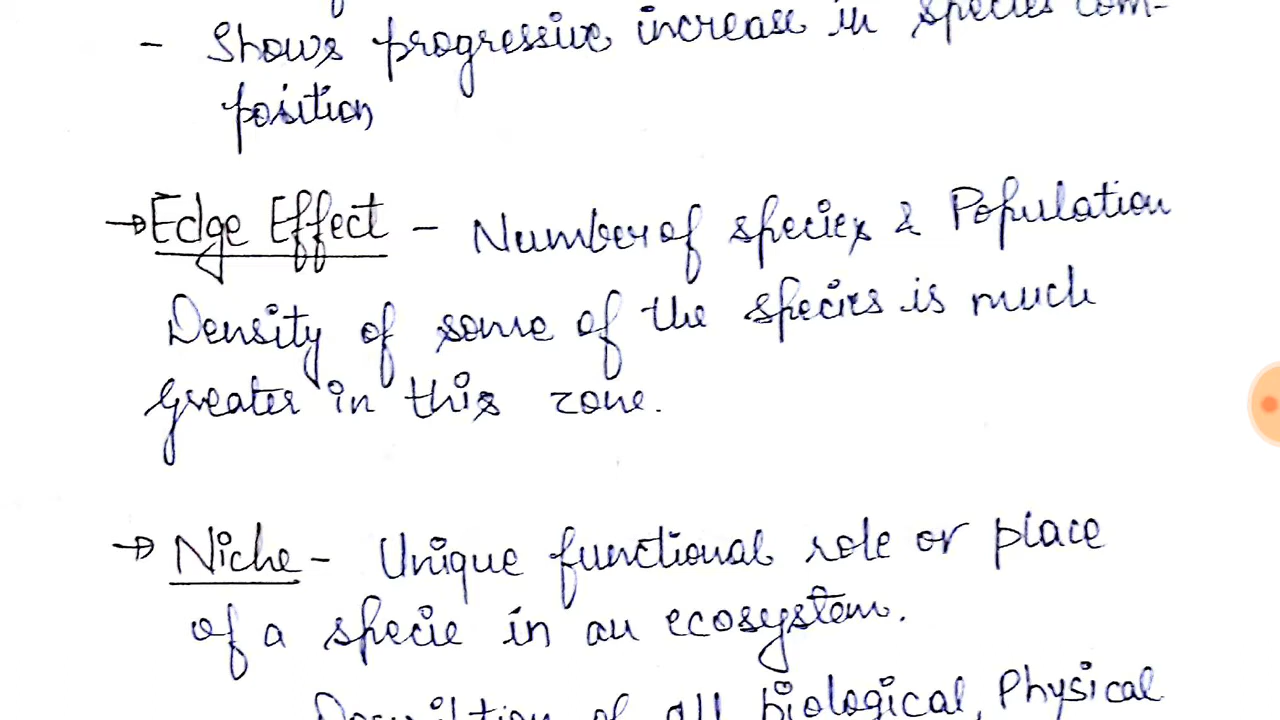 - Shows progressive increase in species com-
position
→ Edge Effect - Number of species & Population
Density of some of the species is much
greater in this zone.
→ Niche - Unique functional role or place
of a specie in an ecosystem.
of all biological, Physical